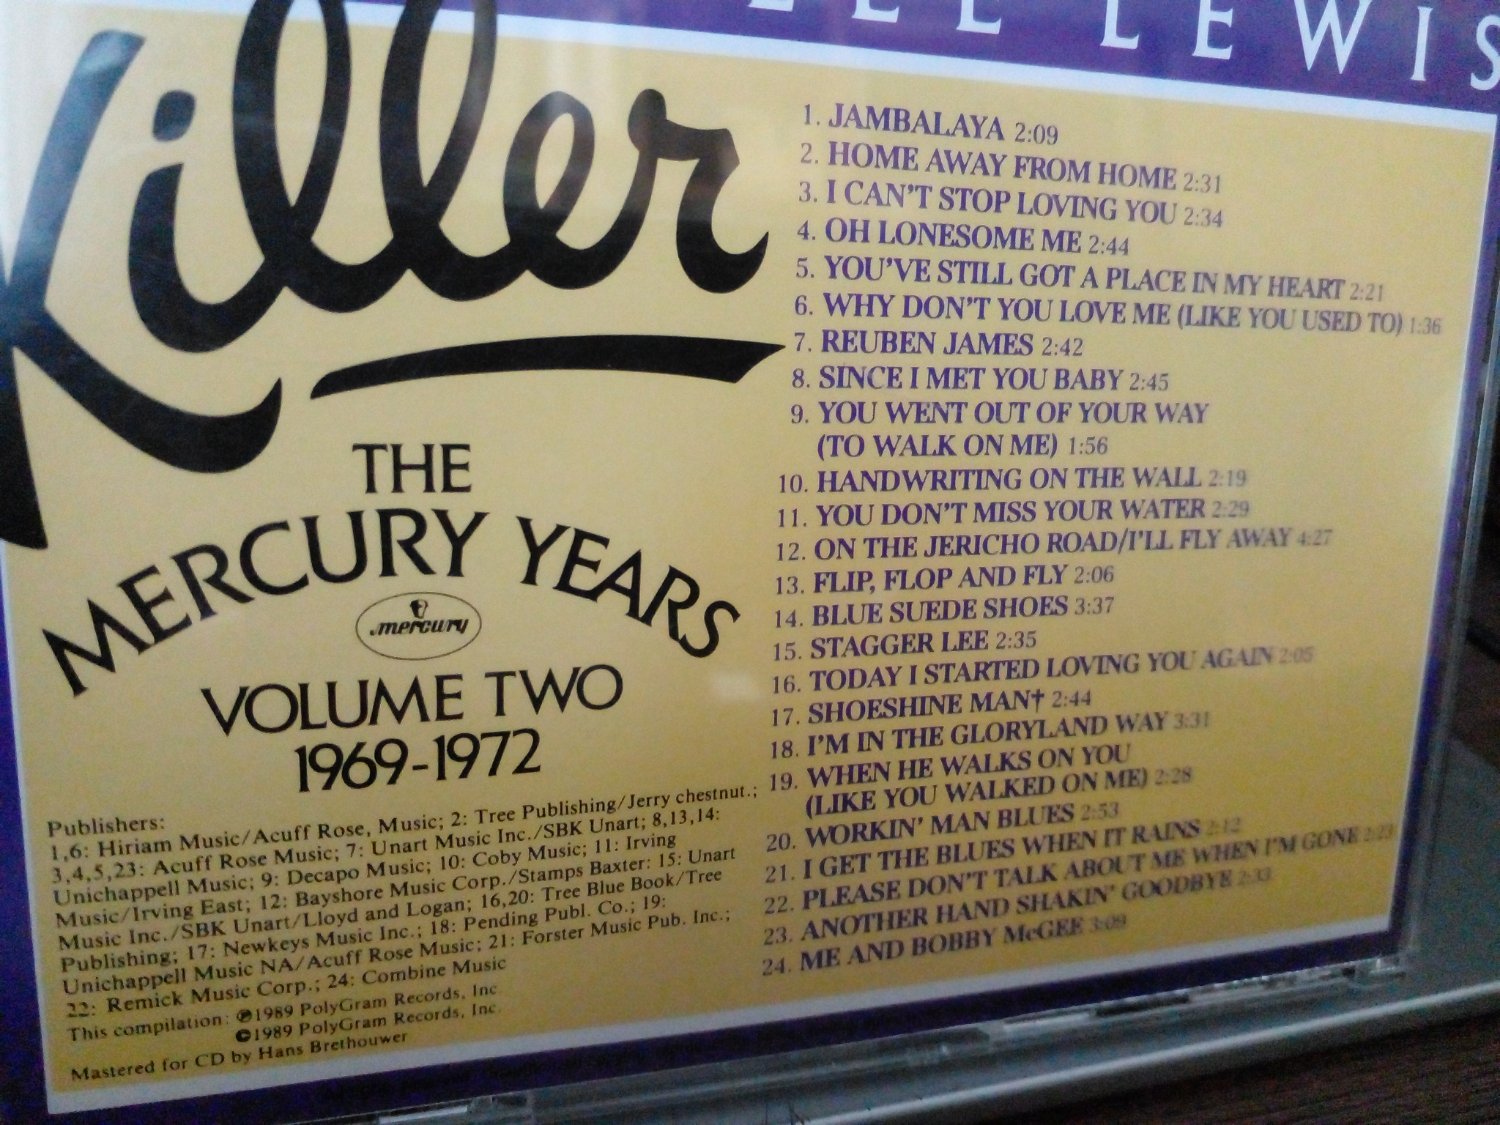 LEE LEWIS
Killer
THE
MERCURY YEARS
mercury
VOLUME TWO
1969-1972
Publishers:
1,6: Hiriam Music/Acuff Rose, Music; 2: Tree Publishing/Jerry chestnut.;
3,4,5,23: Acuff Rose Music; 7: Unart Music Inc./SBK Unart; 8,13,14:
Unichappell Music; 9: Decapo Music; 10: Coby Music; 11: Irving
Music/Irving East; 12: Bayshore Music Corp./Stamps Baxter: 15: Unart
Music Inc./SBK Unart/Lloyd and Logan; 16,20: Tree Blue Book/Tree
Publishing; 17: Newkeys Music Inc.; 18: Pending Publ. Co.; 19:
Unichappell Music NA/Acuff Rose Music; 21: Forster Music Pub. Inc.;
22: Remick Music Corp.; 24: Combine Music
This compilation: ℗1989 PolyGram Records, Inc
©1989 PolyGram Records, Inc.
Mastered for CD by Hans Brethouwer
1. JAMBALAYA 2:09
2. HOME AWAY FROM HOME 2:31
3. I CAN'T STOP LOVING YOU 2:34
4. OH LONESOME ME 2:44
5. YOU'VE STILL GOT A PLACE IN MY HEART 2:21
6. WHY DON'T YOU LOVE ME (LIKE YOU USED TO) 1:36
7. REUBEN JAMES 2:42
8. SINCE I MET YOU BABY 2:45
9. YOU WENT OUT OF YOUR WAY
(TO WALK ON ME) 1:56
10. HANDWRITING ON THE WALL 2:19
11. YOU DON'T MISS YOUR WATER 2:29
12. ON THE JERICHO ROAD/I'LL FLY AWAY 4:27
13. FLIP, FLOP AND FLY 2:06
14. BLUE SUEDE SHOES 3:37
15. STAGGER LEE 2:35
16. TODAY I STARTED LOVING YOU AGAIN 2:05
17. SHOESHINE MAN† 2:44
18. I'M IN THE GLORYLAND WAY 3:31
19. WHEN HE WALKS ON YOU
(LIKE YOU WALKED ON ME) 2:28
20. WORKIN' MAN BLUES 2:53
21. I GET THE BLUES WHEN IT RAINS 2:12
22. PLEASE DON'T TALK ABOUT ME WHEN I'M GONE 2:23
23. ANOTHER HAND SHAKIN' GOODBYE 2:33
24. ME AND BOBBY McGEE 3:09